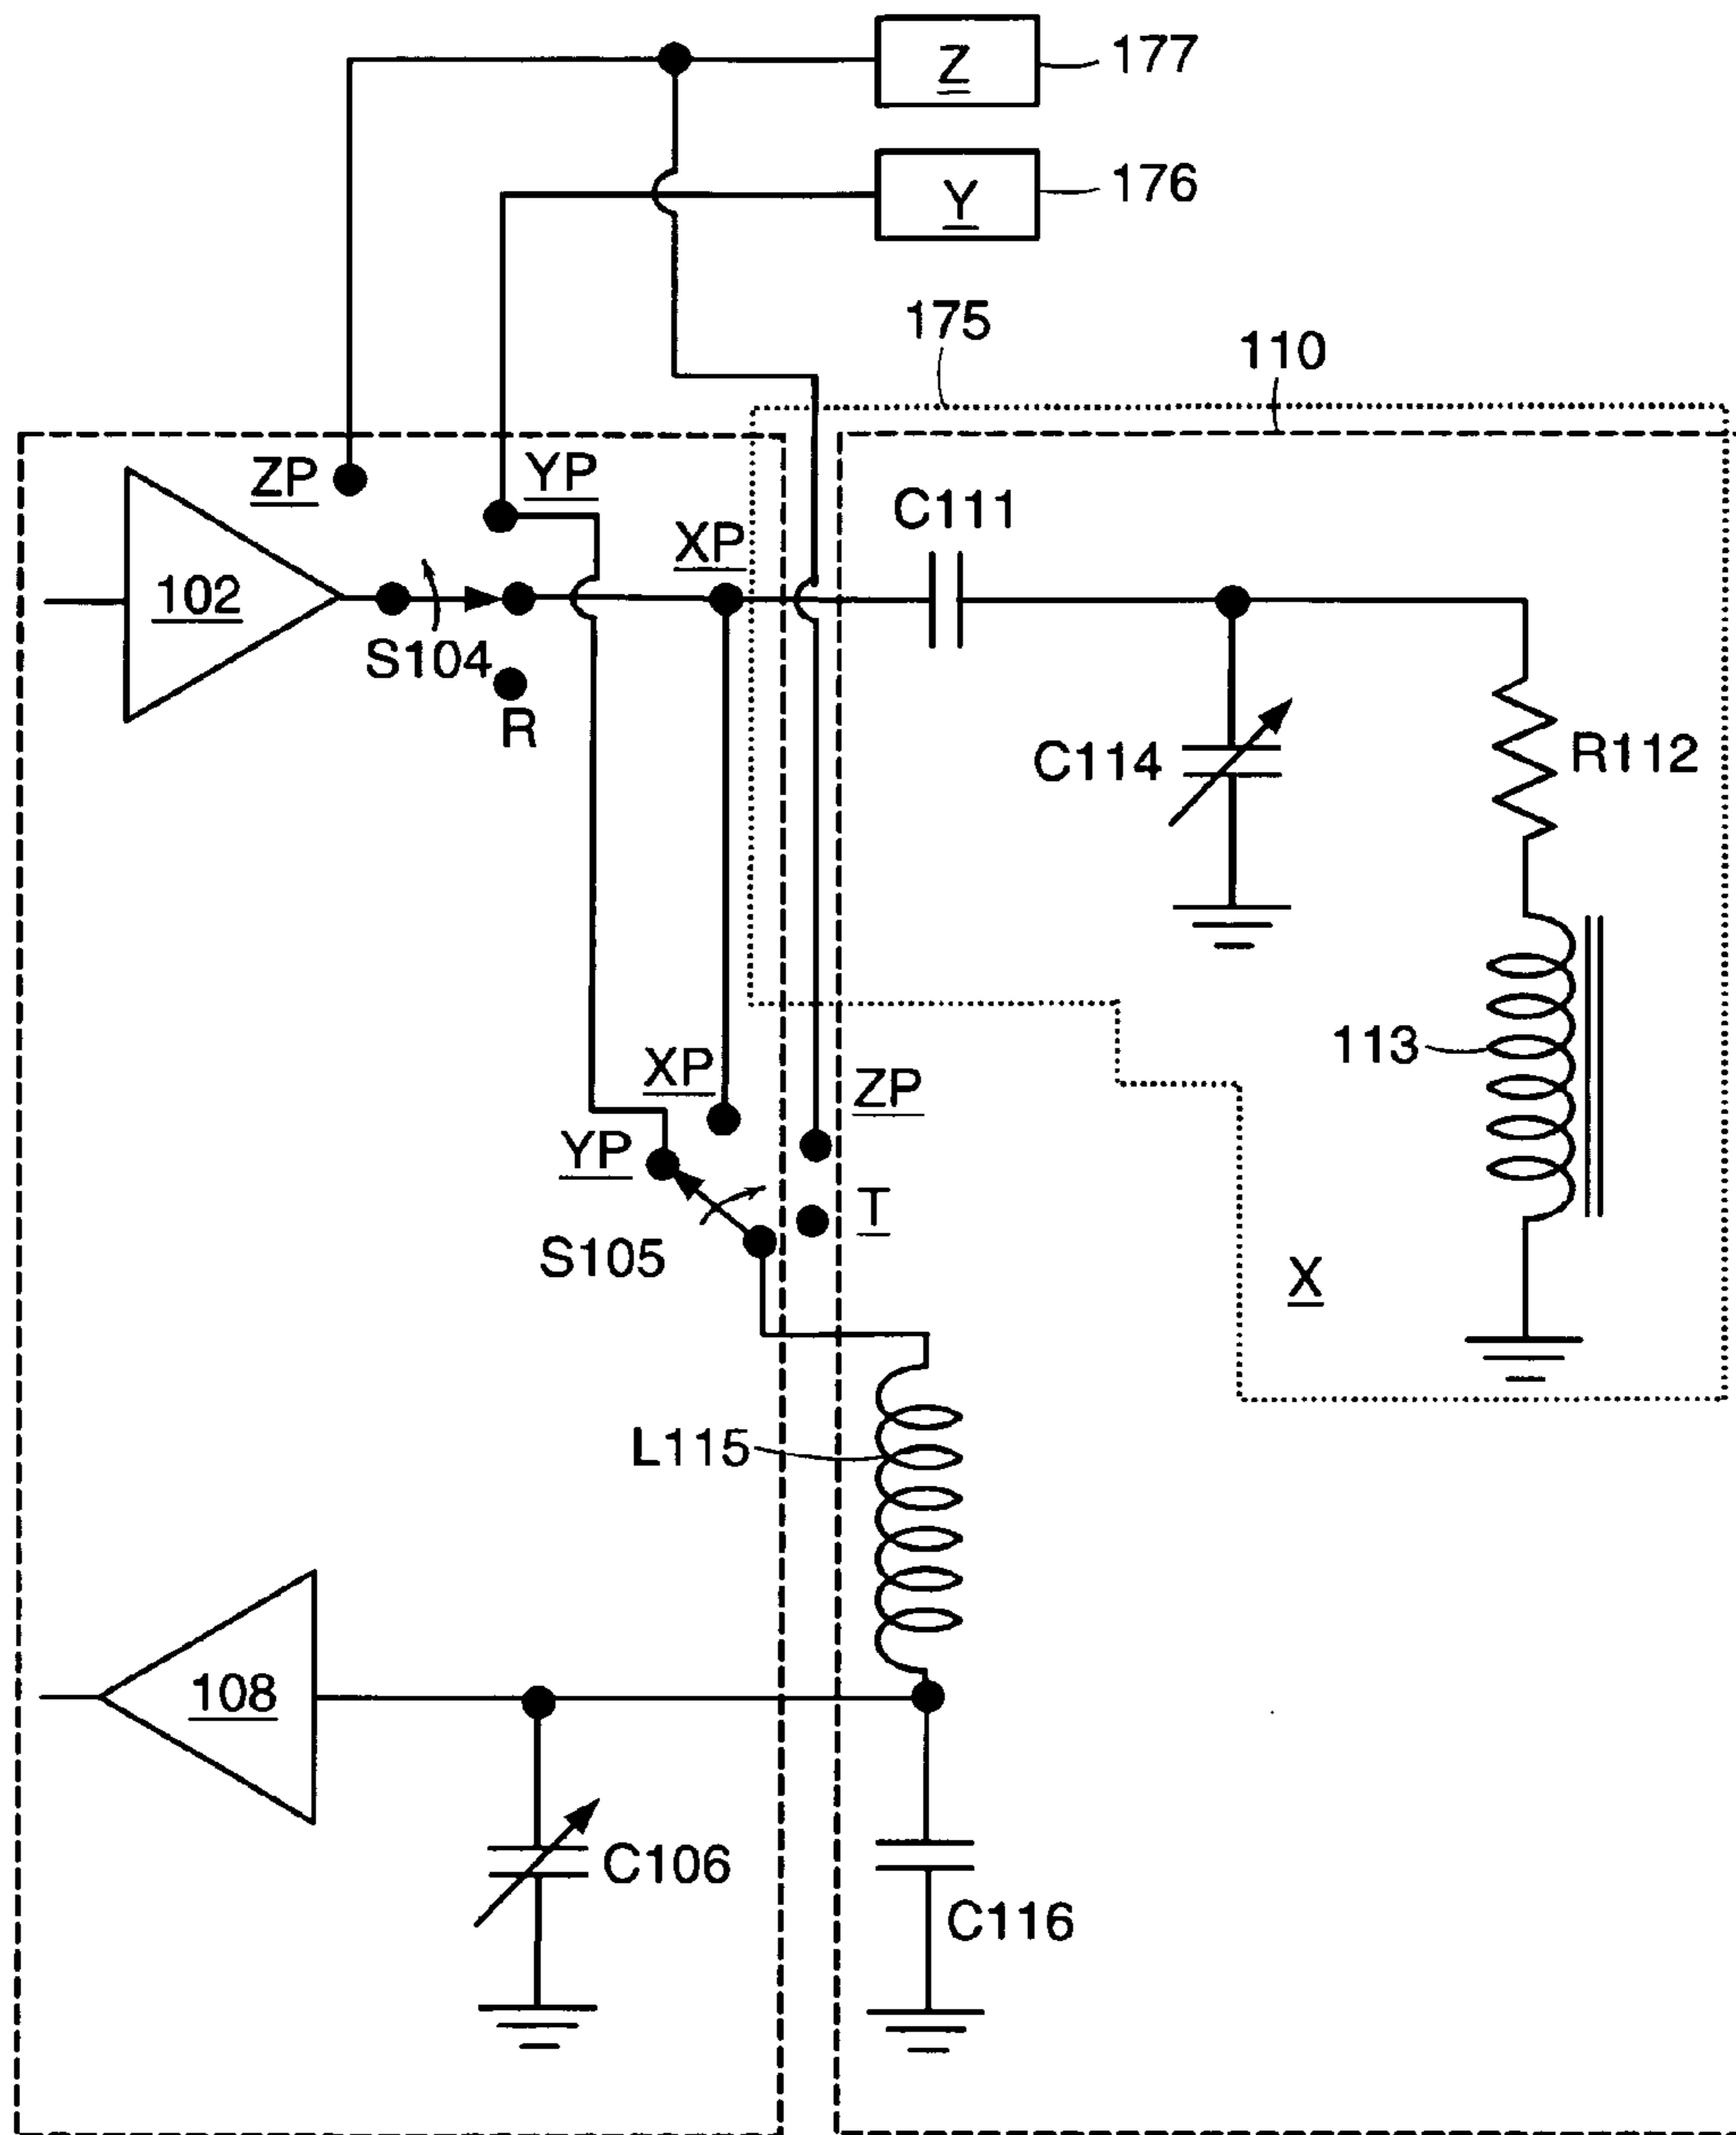 Z
177
Y
176
175
110
ZP
YP
XP
C111
102
S104
R
C114
R112
113
XP
ZP
YP
T
S105
X
L115
108
C106
C116